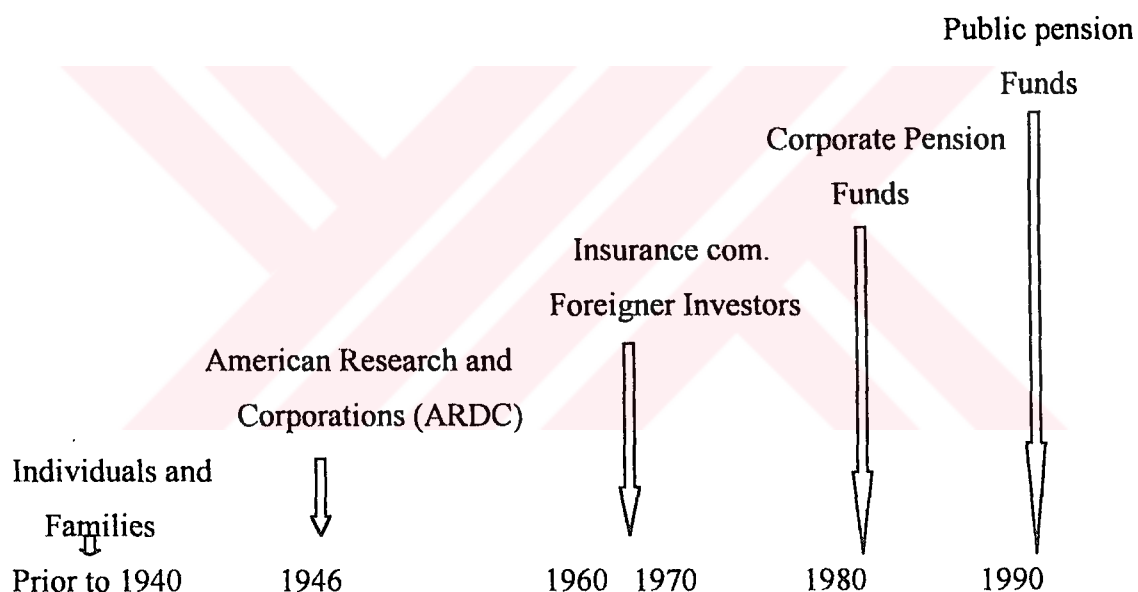 Public pension
Funds
Corporate Pension
Funds
Insurance com.
Foreigner Investors
American Research and
Corporations (ARDC)
Individuals and
Families
Prior to 1940 1946 1960 1970 1980 1990